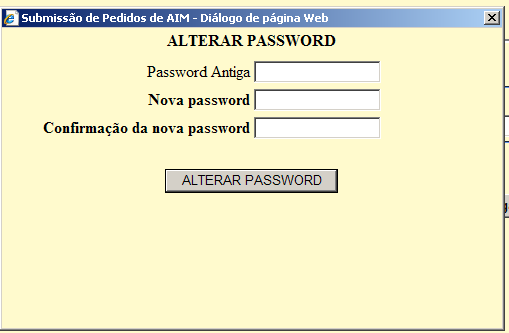 Submissão de Pedidos de AIM - Diálogo de página Web
ALTERAR PASSWORD
Password Antiga
Nova password
Confirmação da nova password
ALTERAR PASSWORD